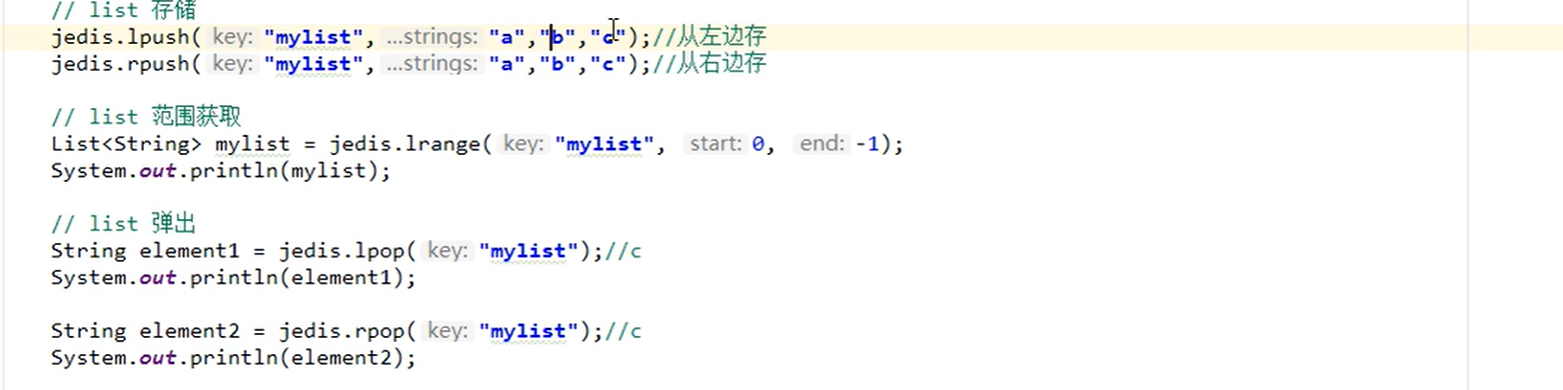 // list 存储
jedis.lpush( key: "mylist", ...strings: "a","b","c");//从左边存
jedis.rpush( key: "mylist", ...strings: "a","b","c");//从右边存
// list 范围获取
List<String> mylist = jedis.lrange( key: "mylist", start: 0, end: -1);
System.out.println(mylist);
// list 弹出
String element1 = jedis.lpop( key: "mylist");//c
System.out.println(element1);
String element2 = jedis.rpop( key: "mylist");//c
System.out.println(element2);